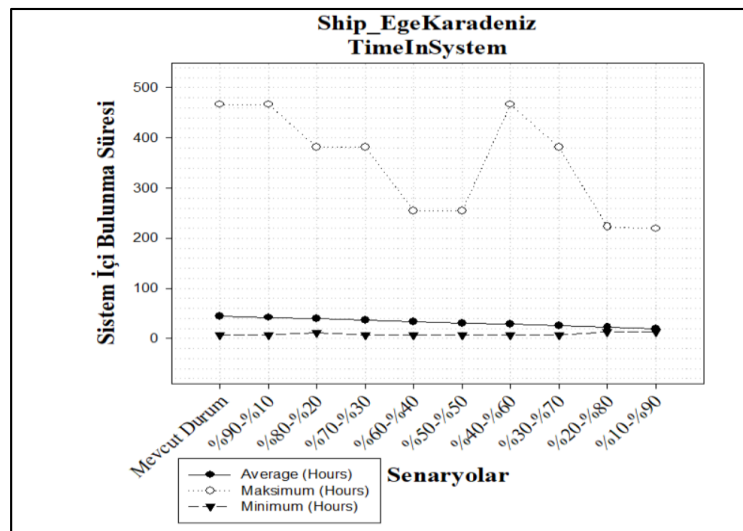 Ship_EgeKaradeniz
TimeInSystem
Sistem İçi Bulunma Süresi
500
400
300
200
100
0
Mevcut Durum
%90-%10
%80-%20
%70-%30
%60-%40
%50-%50
%40-%60
%30-%70
%20-%80
%10-%90
Senaryolar
Average (Hours)
Maksimum (Hours)
Minimum (Hours)